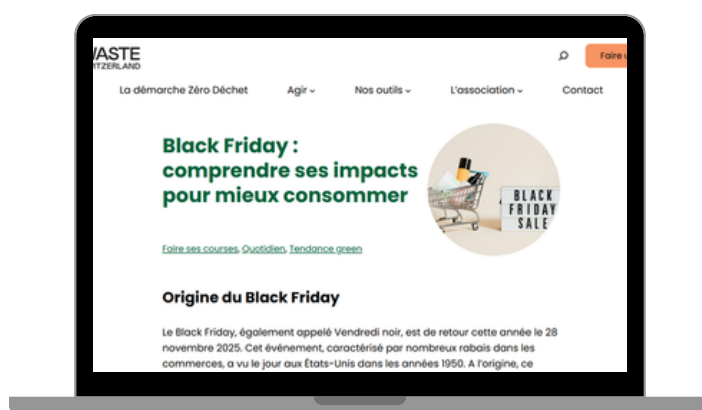 WASTE
La démarche Zéro Déchet Agir Nos outils L'association Contact
Black Friday :
comprendre ses impacts
pour mieux consommer
BLACK
FRIDAY
SALE
Faire ses courses, Quotidien, Tendance green
Origine du Black Friday
Le Black Friday, également appelé Vendredi noir, est de retour cette année le 28
novembre 2025. Cet événement, caractérisé par nombreux rabais dans les
commerces, a vu le jour aux États-Unis dans les années 1950. A l'origine, ce